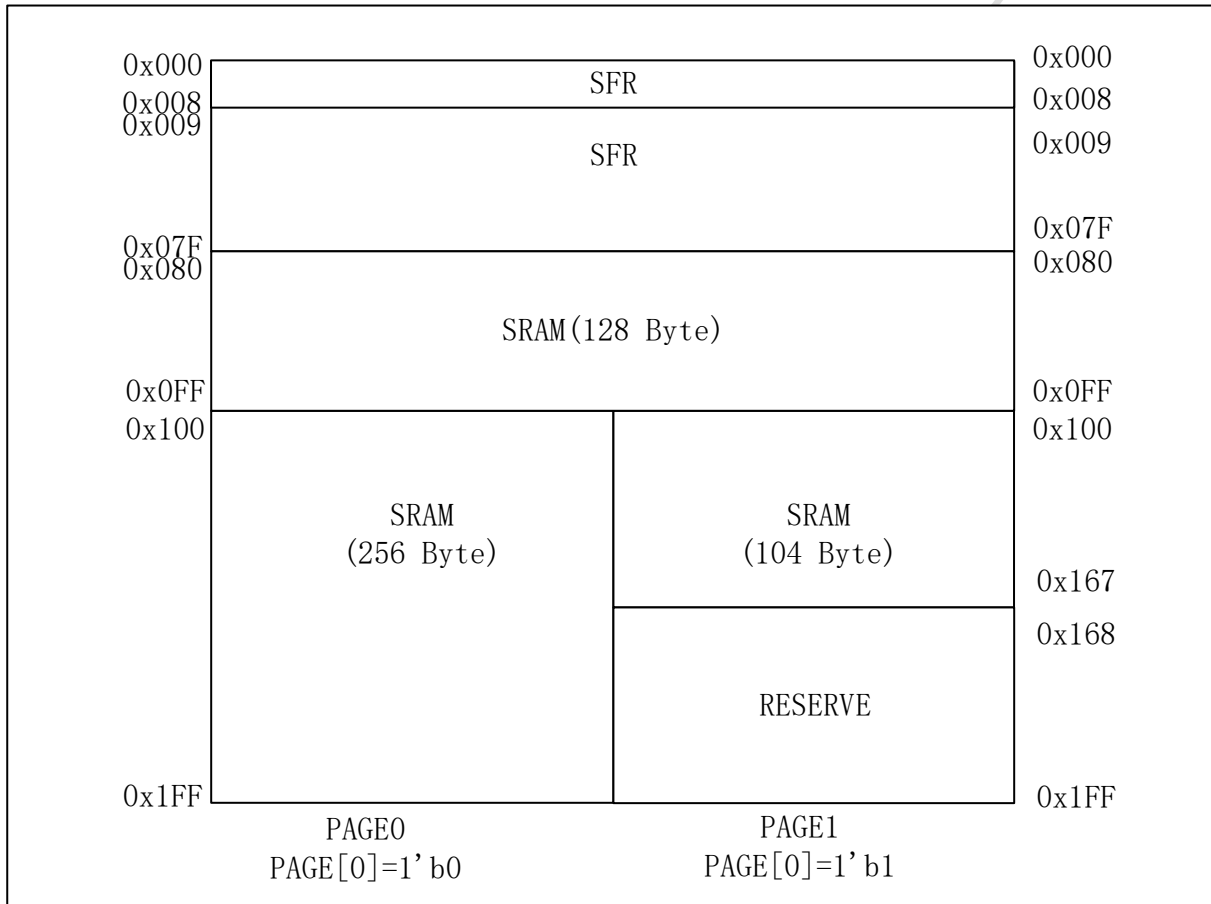 0x000
SFR
0x000
0x008
0x008
0x009
SFR
0x009
0x07F
0x07F
0x080
0x080
SRAM(128 Byte)
0x0FF
0x0FF
0x100
0x100
SRAM
(256 Byte)
SRAM
(104 Byte)
0x167
0x168
RESERVE
0x1FF
0x1FF
PAGE0
PAGE[0]=1'b0
PAGE1
PAGE[0]=1'b1